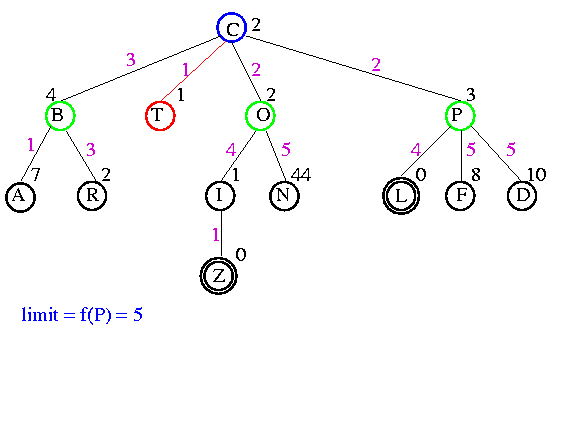 C 2
3 1 2 2
4 1 2 3
B T O P
1 3 4 5 4 5 5
7 2 1 44 0 8 10
A R I N L F D
1
0
Z
limit = f(P) = 5